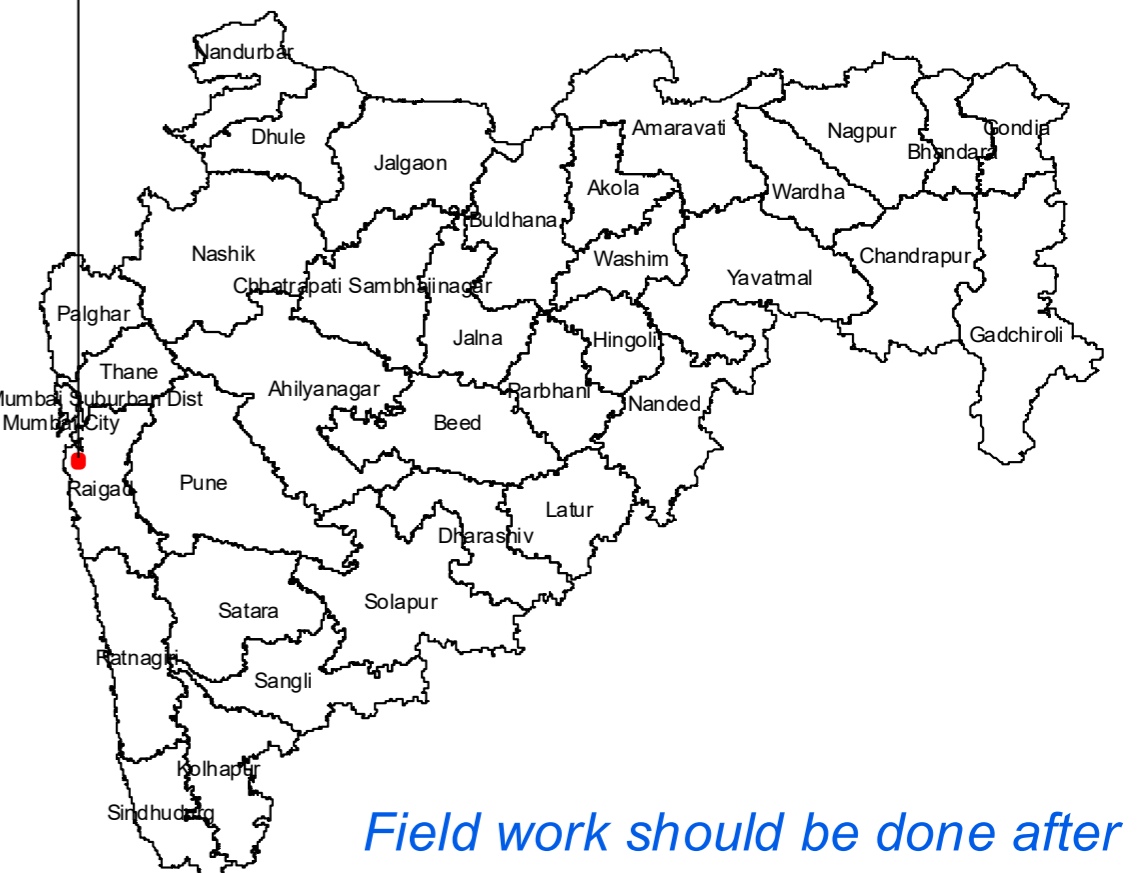 Nandurbar
Dhule
Jalgaon
Amaravati
Nagpur
Gondia
Bhandara
Akola
Wardha
Buldhana
Nashik
Chhatrapati Sambhajinagar
Washim
Yavatmal
Chandrapur
Palghar
Jalna
Hingoli
Gadchiroli
Thane
Ahilyanagar
Parbhani
Nanded
Mumbai Suburban Dist
Mumbai City
Beed
Raigad
Pune
Latur
Dharashiv
Satara
Solapur
Ratnagiri
Sangli
Kolhapur
Sindhudurg
Field work should be done after